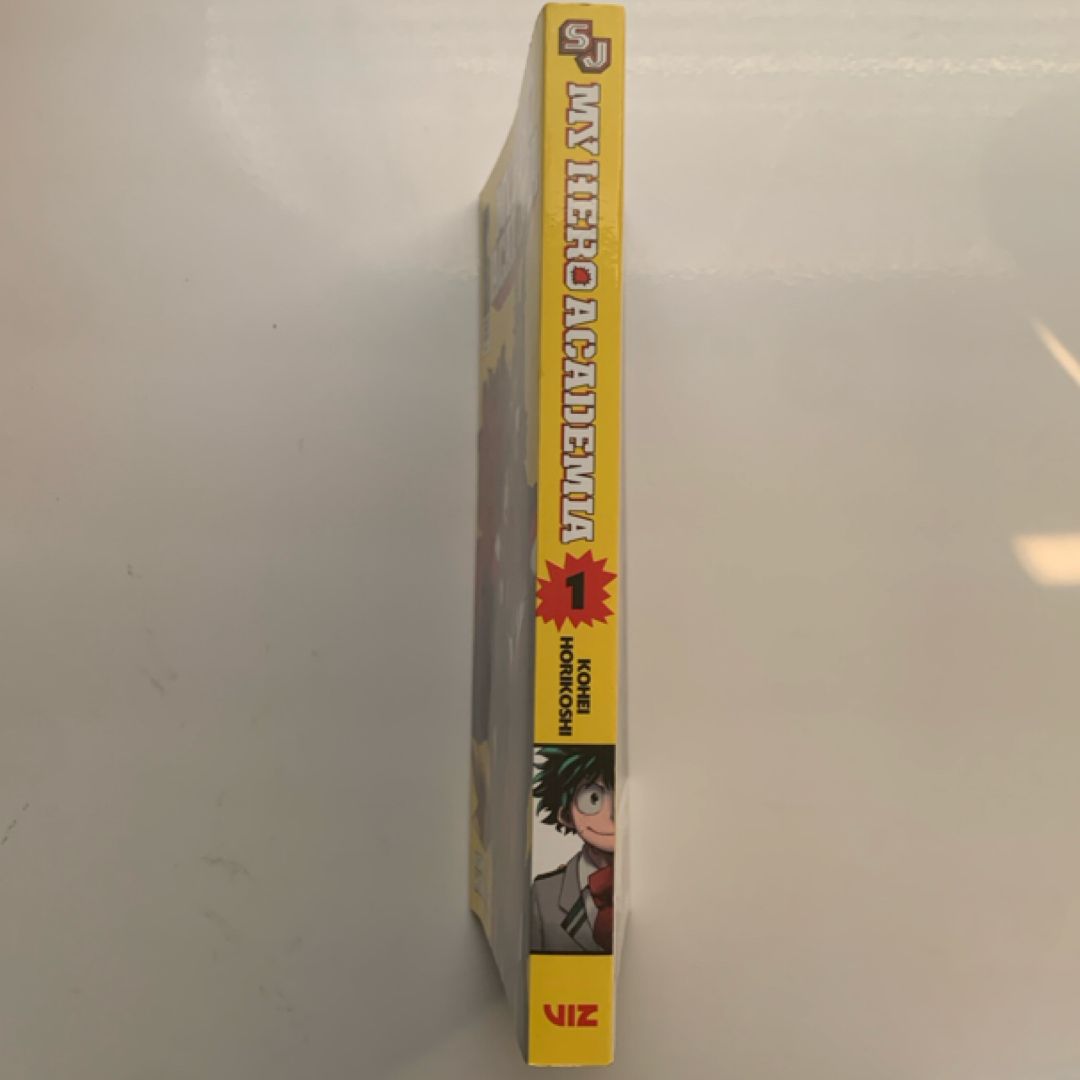 SJ
MY HERO ACADEMIA
1
KOHEI
HORIKOSHI
VIZ